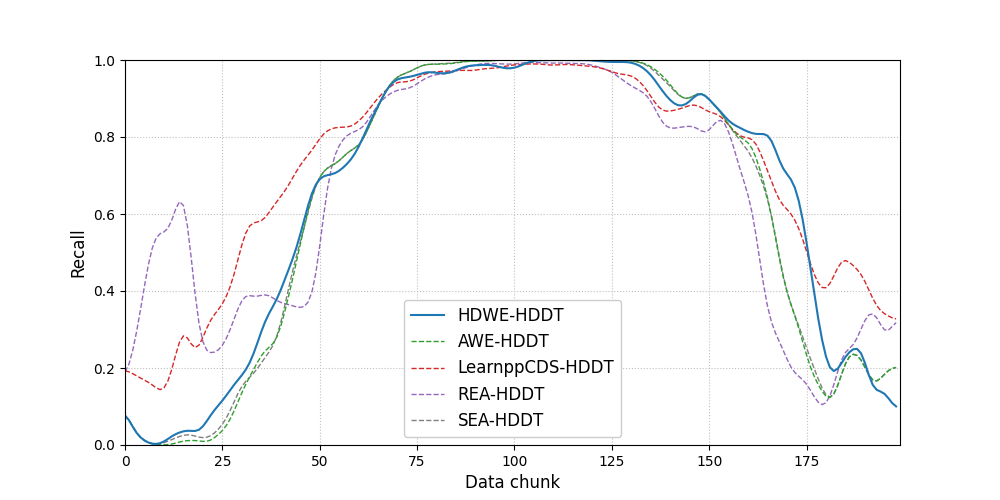 1.0
0.8
0.6
0.4
0.2
0.0
Recall
0 25 50 75 100 125 150 175
Data chunk
HDWE-HDDT
AWE-HDDT
LearnppCDS-HDDT
REA-HDDT
SEA-HDDT